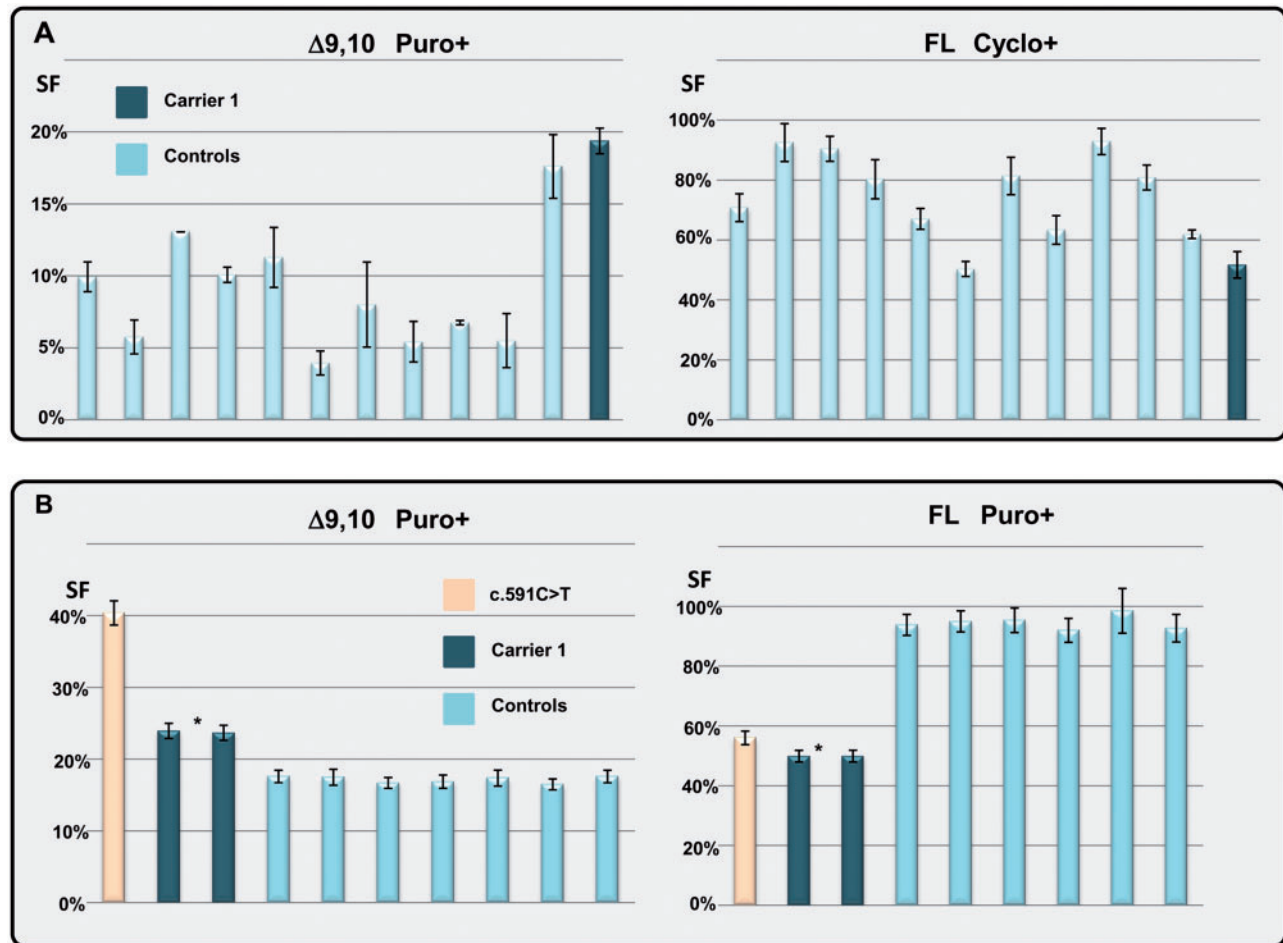 A
Δ9,10 Puro+
SF
Carrier 1
Controls
20%
15%
10%
5%
0%
FL Cyclo+
SF
100%
80%
60%
40%
20%
0%
B
Δ9,10 Puro+
SF
c.591C>T
Carrier 1
Controls
40%
30%
20%
10%
0%
*
FL Puro+
SF
100%
80%
60%
40%
20%
0%
*